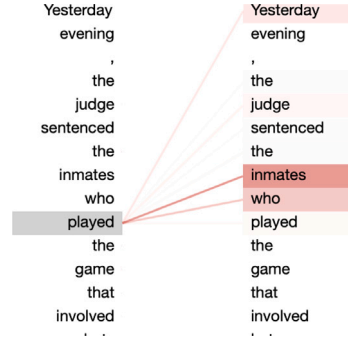 Yesterday Yesterday
evening evening
, ,
the the
judge judge
sentenced sentenced
the the
inmates inmates
who who
played played
the the
game game
that that
involved involved